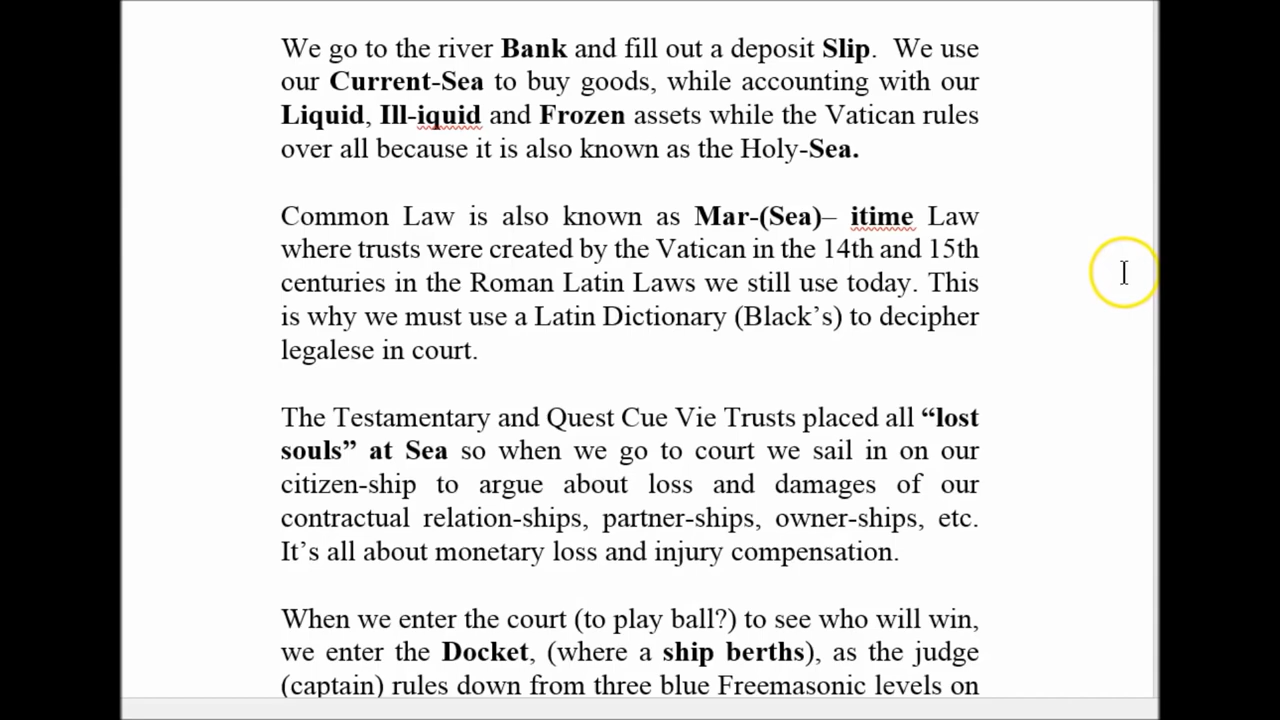 We go to the river Bank and fill out a deposit Slip.  We use
our Current-Sea to buy goods, while accounting with our
Liquid, Ill-iquid and Frozen assets while the Vatican rules
over all because it is also known as the Holy-Sea.
Common Law is also known as Mar-(Sea)– itime Law
where trusts were created by the Vatican in the 14th and 15th
centuries in the Roman Latin Laws we still use today. This
is why we must use a Latin Dictionary (Black’s) to decipher
legalese in court.
The Testamentary and Quest Cue Vie Trusts placed all “lost
souls” at Sea so when we go to court we sail in on our
citizen-ship to argue about loss and damages of our
contractual relation-ships, partner-ships, owner-ships, etc.
It’s all about monetary loss and injury compensation.
When we enter the court (to play ball?) to see who will win,
we enter the Docket, (where a ship berths), as the judge
(captain) rules down from three blue Freemasonic levels on